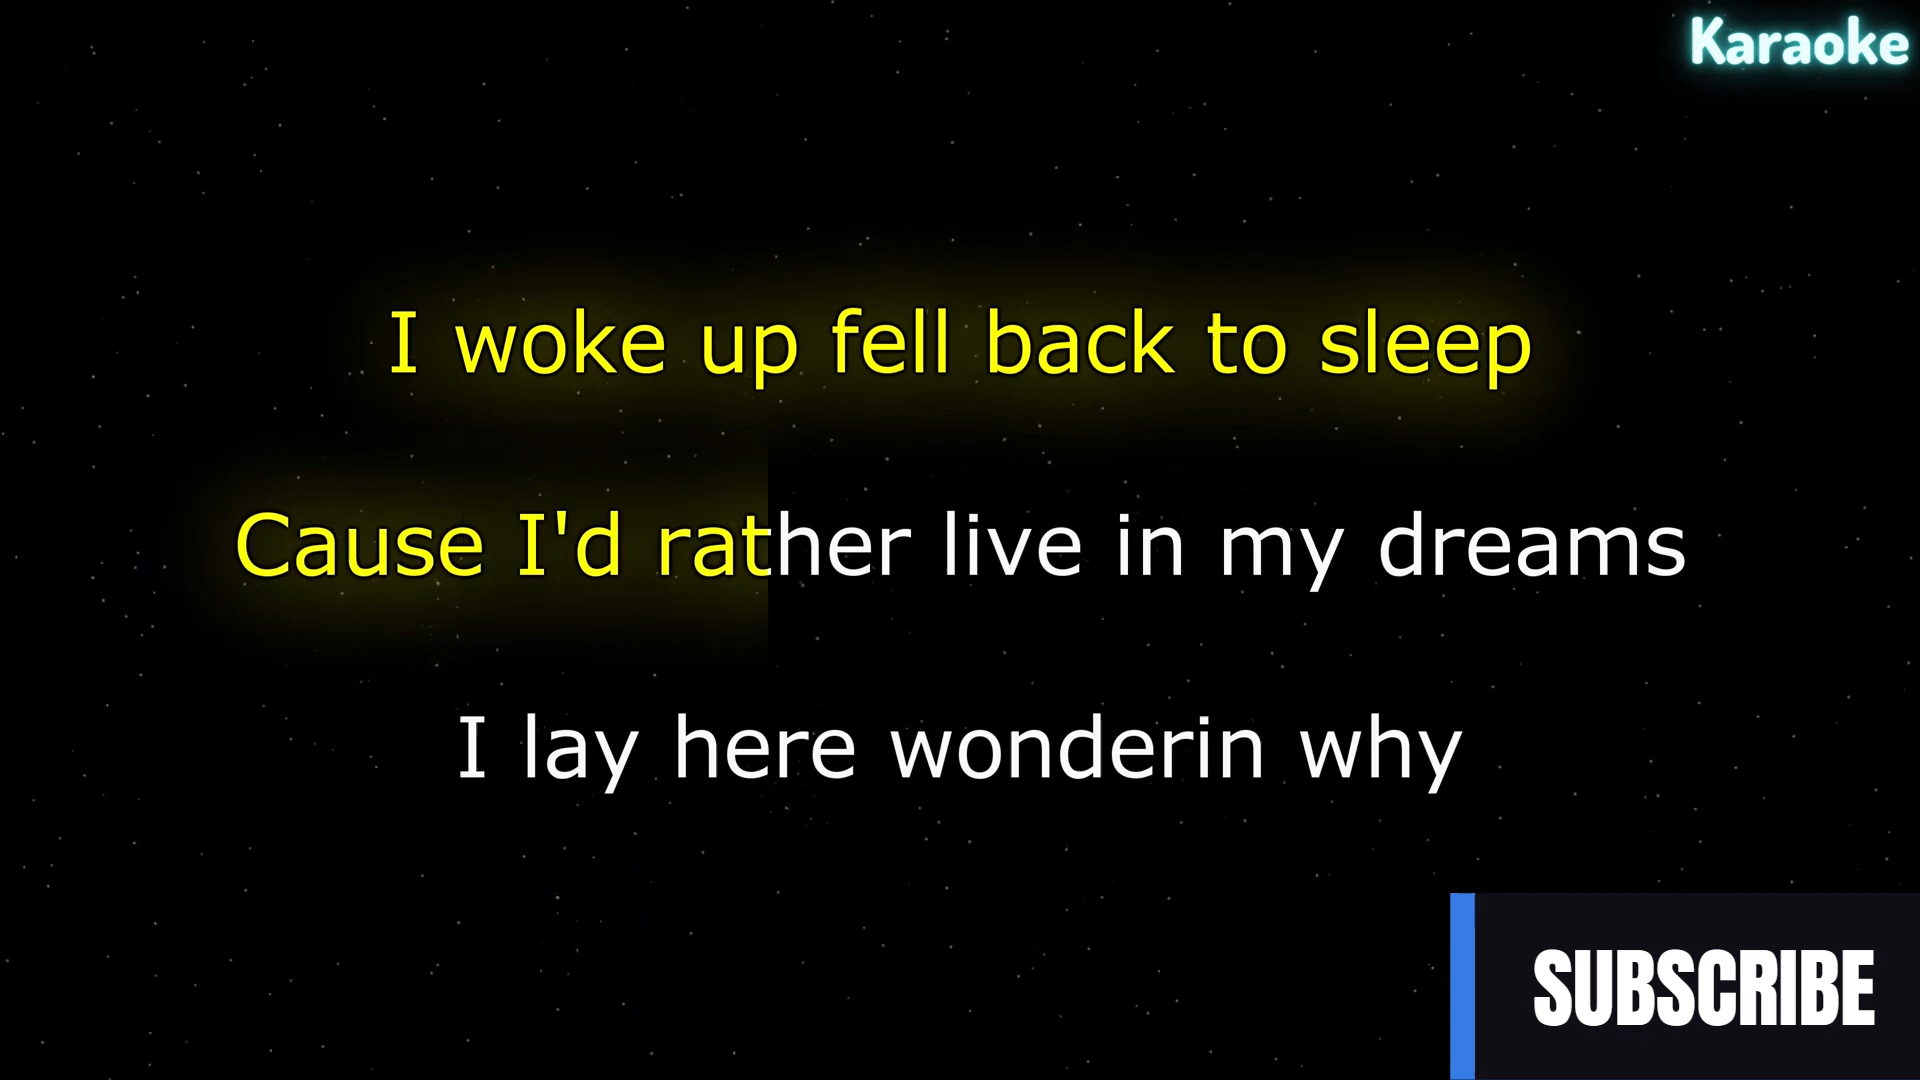 Karaoke
I woke up fell back to sleep
Cause I'd rather live in my dreams
I lay here wonderin why
SUBSCRIBE